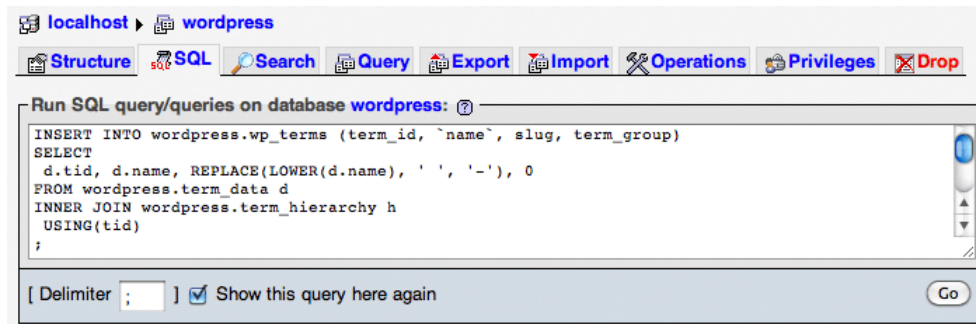 localhost ▸ wordpress
Structure SQL Search Query Export Import Operations Privileges Drop
Run SQL query/queries on database wordpress:
INSERT INTO wordpress.wp_terms (term_id, `name`, slug, term_group)
SELECT
d.tid, d.name, REPLACE(LOWER(d.name), ' ', '-'), 0
FROM wordpress.term_data d
INNER JOIN wordpress.term_hierarchy h
USING(tid)
;
[ Delimiter ; ] Show this query here again Go